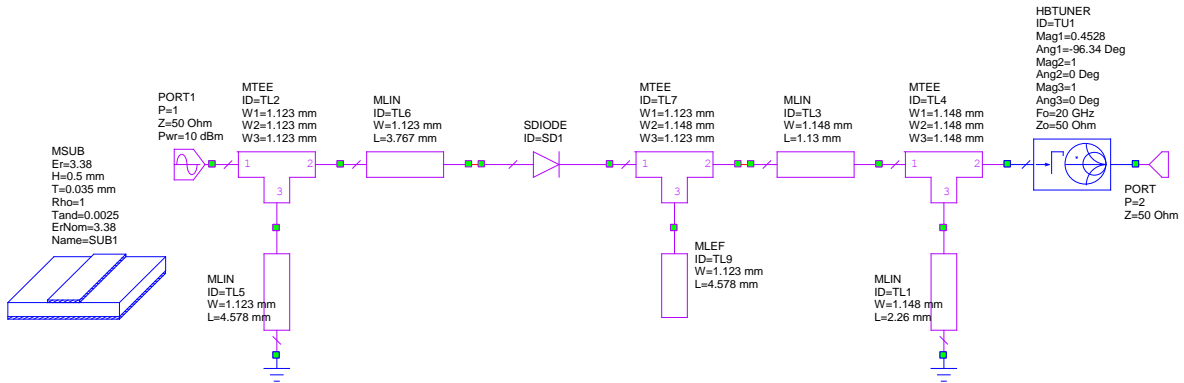 MSUB
Er=3.38
H=0.5 mm
T=0.035 mm
Rho=1
Tand=0.0025
ErNom=3.38
Name=SUB1
PORT1
P=1
Z=50 Ohm
Pwr=10 dBm
MTEE
ID=TL2
W1=1.123 mm
W2=1.123 mm
W3=1.123 mm
1
2
3
MLIN
ID=TL5
W=1.123 mm
L=4.578 mm
MLIN
ID=TL6
W=1.123 mm
L=3.767 mm
SDIODE
ID=SD1
MTEE
ID=TL7
W1=1.123 mm
W2=1.148 mm
W3=1.123 mm
1
2
3
MLEF
ID=TL9
W=1.123 mm
L=4.578 mm
MLIN
ID=TL3
W=1.148 mm
L=1.13 mm
MTEE
ID=TL4
W1=1.148 mm
W2=1.148 mm
W3=1.148 mm
1
2
3
MLIN
ID=TL1
W=1.148 mm
L=2.26 mm
HBTUNER
ID=TU1
Mag1=0.4528
Ang1=-96.34 Deg
Mag2=1
Ang2=0 Deg
Mag3=1
Ang3=0 Deg
Fo=20 GHz
Zo=50 Ohm
PORT
P=2
Z=50 Ohm